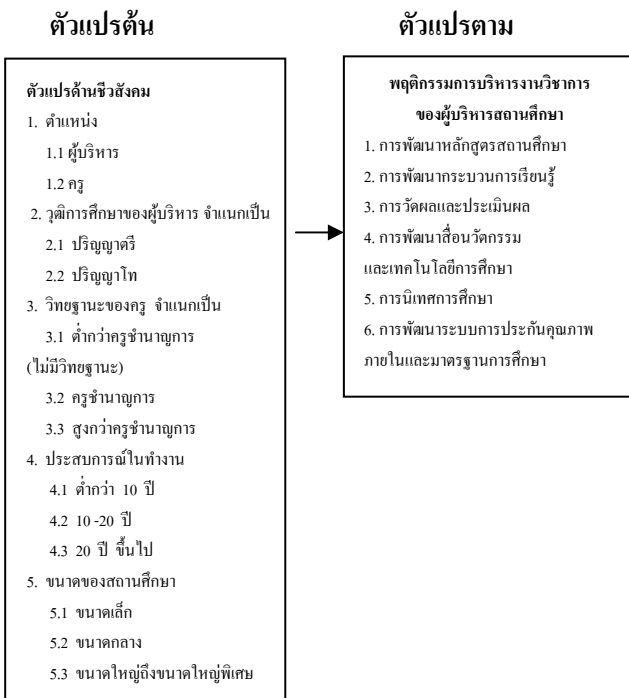 ตัวแปรต้น
ตัวแปรด้านชีวสังคม
1. ตำแหน่ง
1.1 ผู้บริหาร
1.2 ครู
2. วุฒิการศึกษาของผู้บริหาร จำแนกเป็น
2.1 ปริญญาตรี
2.2 ปริญญาโท
3. วิทยฐานะของครู จำแนกเป็น
3.1 ต่ำกว่าครูชำนาญการ
(ไม่มีวิทยฐานะ)
3.2 ครูชำนาญการ
3.3 สูงกว่าครูชำนาญการ
4. ประสบการณ์ในทำงาน
4.1 ต่ำกว่า 10 ปี
4.2 10 -20 ปี
4.3 20 ปี ขึ้นไป
5. ขนาดของสถานศึกษา
5.1 ขนาดเล็ก
5.2 ขนาดกลาง
5.3 ขนาดใหญ่ถึงขนาดใหญ่พิเศษ
ตัวแปรตาม
พฤติกรรมการบริหารงานวิชาการ
ของผู้บริหารสถานศึกษา
1. การพัฒนาหลักสูตรสถานศึกษา
2. การพัฒนากระบวนการเรียนรู้
3. การวัดผลและประเมินผล
4. การพัฒนาสื่อนวัตกรรม
และเทคโนโลยีการศึกษา
5. การนิเทศการศึกษา
6. การพัฒนาระบบการประกันคุณภาพ
ภายในและมาตรฐานการศึกษา